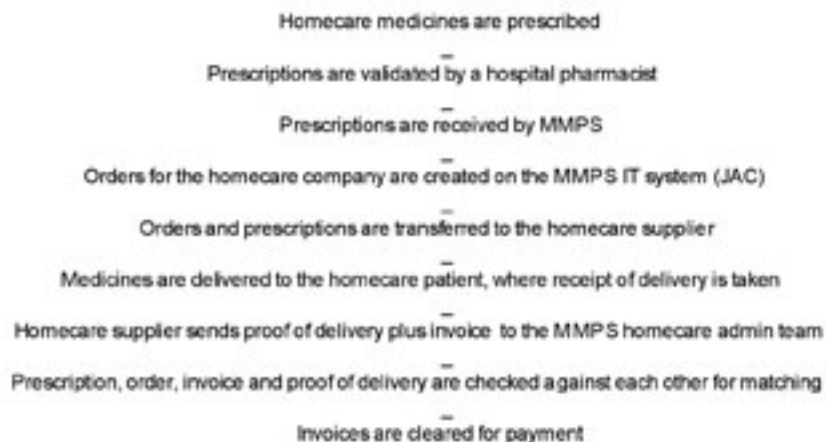 Homecare medicines are prescribed
–
Prescriptions are validated by a hospital pharmacist
–
Prescriptions are received by MMPS
–
Orders for the homecare company are created on the MMPS IT system (JAC)
–
Orders and prescriptions are transferred to the homecare supplier
–
Medicines are delivered to the homecare patient, where receipt of delivery is taken
–
Homecare supplier sends proof of delivery plus invoice to the MMPS homecare admin team
–
Prescription, order, invoice and proof of delivery are checked against each other for matching
–
Invoices are cleared for payment